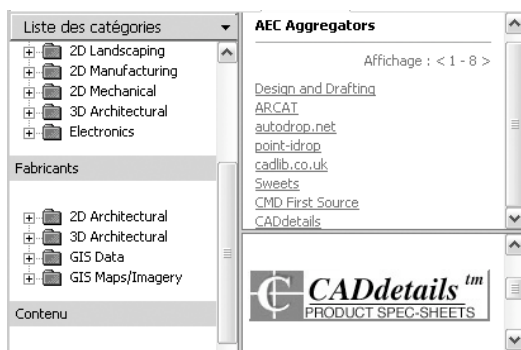 Liste des catégories
2D Landscaping
2D Manufacturing
2D Mechanical
3D Architectural
Electronics
Fabricants
2D Architectural
3D Architectural
GIS Data
GIS Maps/Imagery
Contenu
AEC Aggregators
Affichage : < 1 - 8 >
Design and Drafting
ARCAT
autodrop.net
point-idrop
cadlib.co.uk
Sweets
CMD First Source
CADdetails
CADdetails tm
PRODUCT SPEC-SHEETS